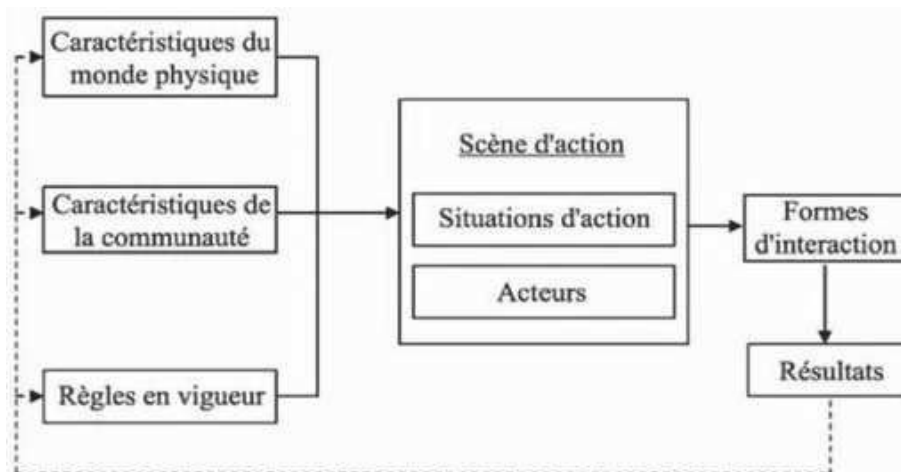 Caractéristiques du
monde physique
Caractéristiques de
la communauté
Règles en vigueur
Scène d'action
Situations d'action
Acteurs
Formes
d'interaction
Résultats